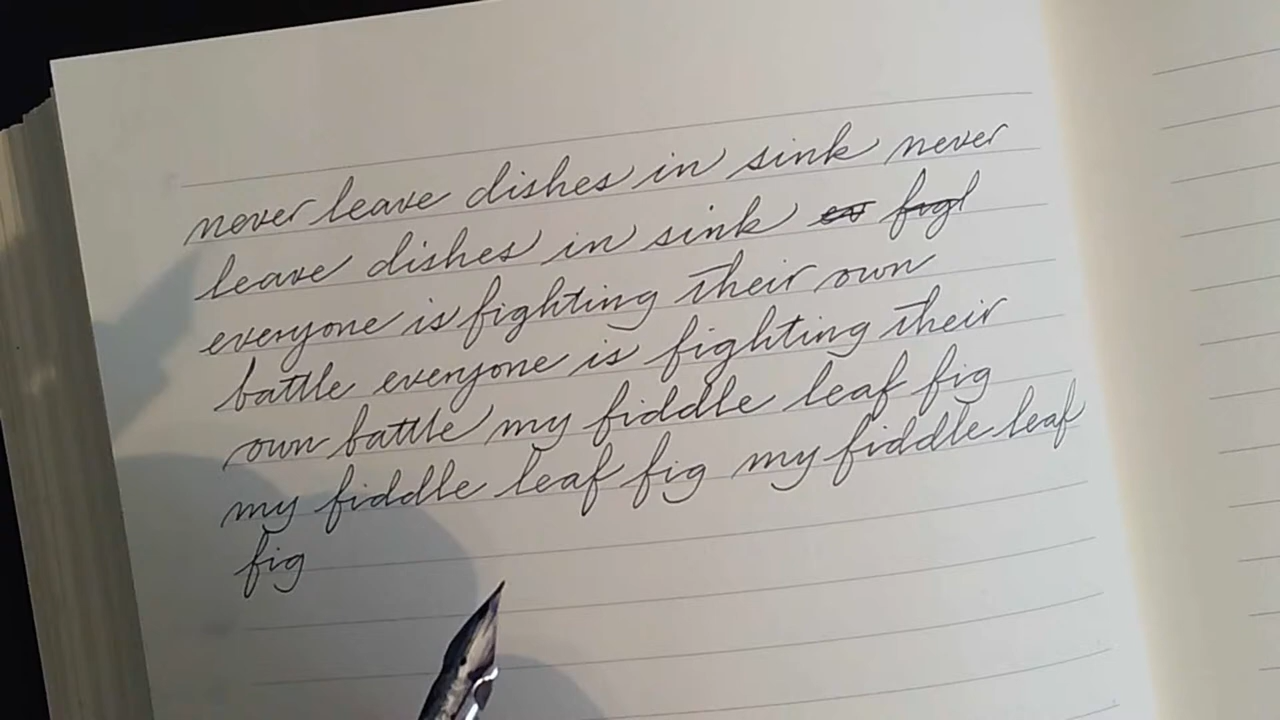 never leave dishes in sink never
leave dishes in sink
everyone is fighting their own
battle everyone is fighting their
own battle my fiddle leaf fig
my fiddle leaf fig my fiddle leaf
fig